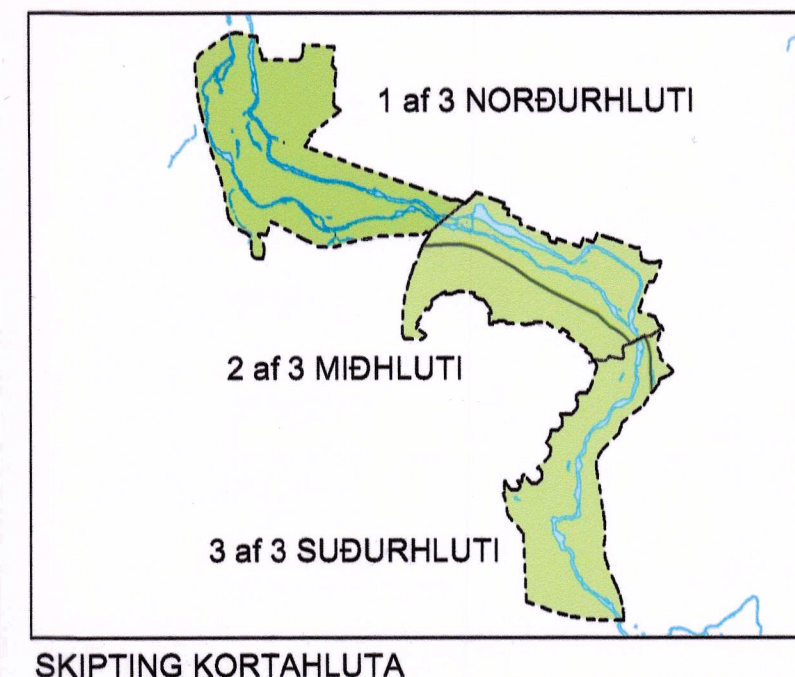 1 af 3 NORÐURHLUTI
2 af 3 MIÐHLUTI
3 af 3 SUÐURHLUTI
SKIPTING KORTAHLUTA